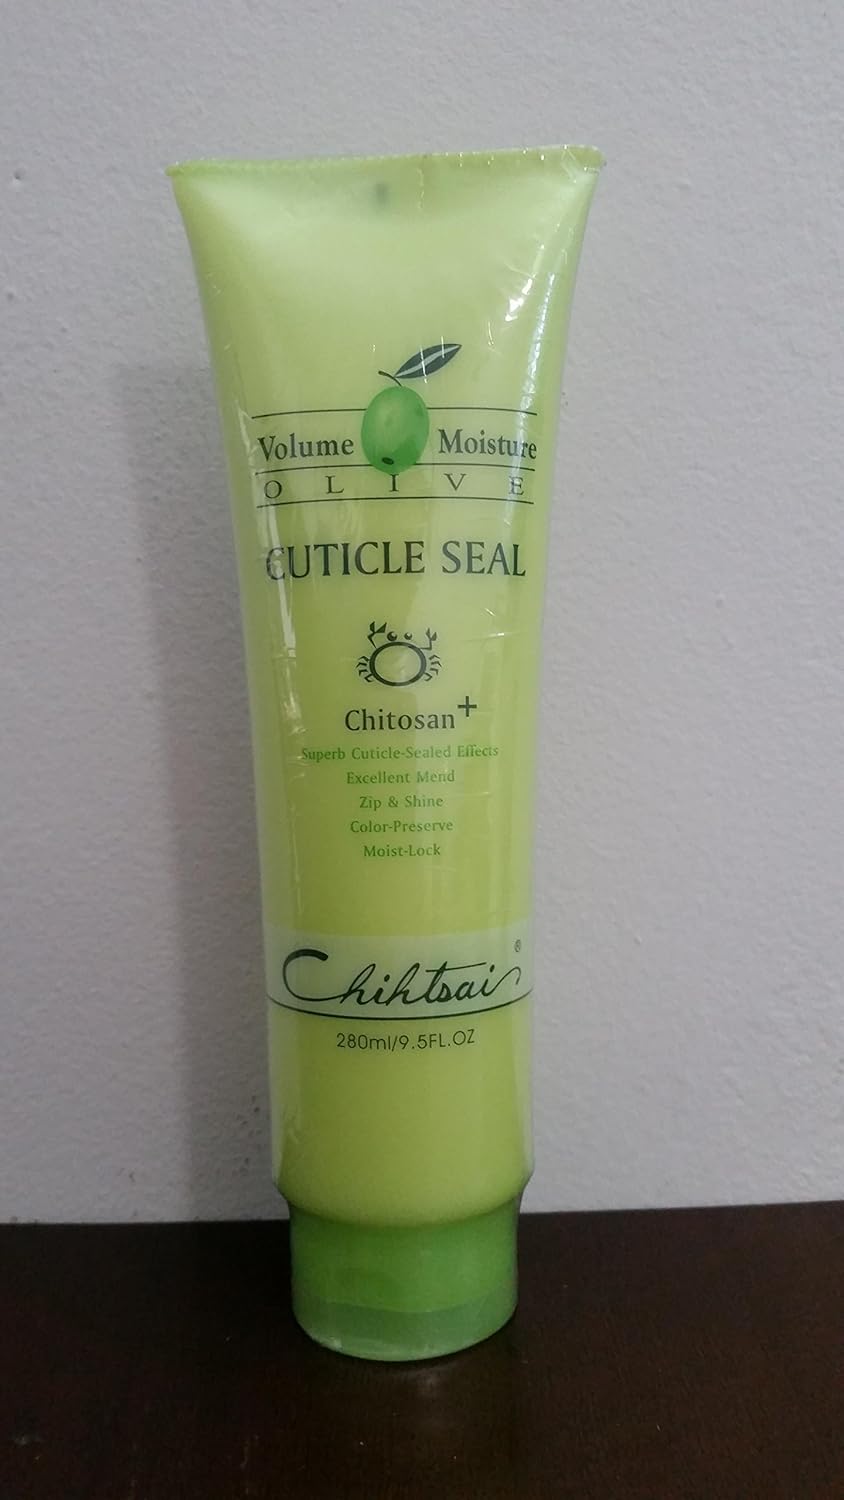 Volume Moisture
OLIVE
CUTICLE SEAL
Chitosan+
Superb Cuticle-Sealed Effects
Excellent Mend
Zip & Shine
Color-Preserve
Moist-Lock
Chihtsai®
280ml/9.5FL.OZ